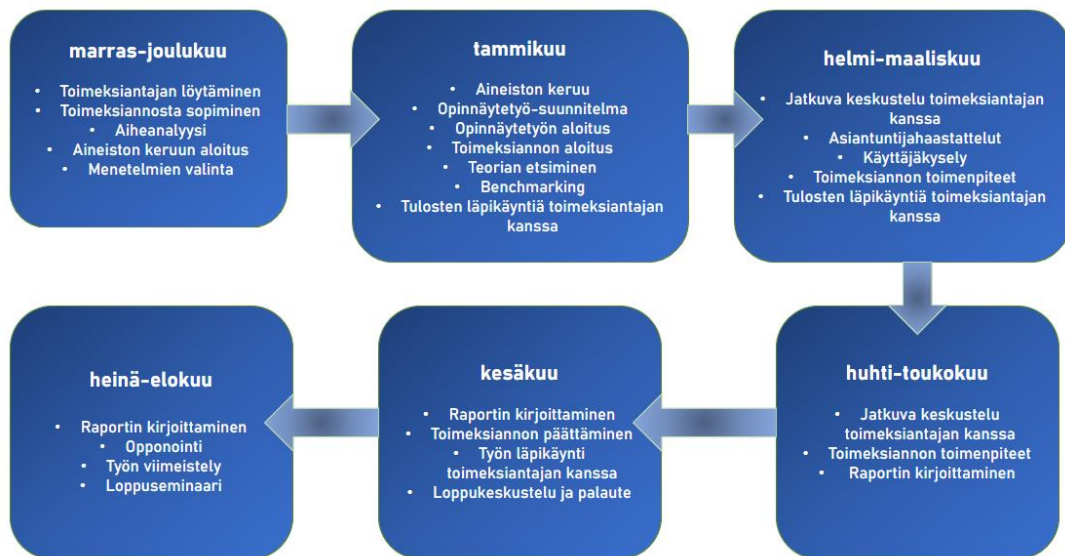 marras-joulukuu
• Toimeksiantajan löytäminen
• Toimeksiannosta sopiminen
• Aiheanalyysi
• Aineiston keruun aloitus
• Menetelmien valinta
tammikuu
• Aineiston keruu
• Opinnäytetyö-suunnitelma
• Opinnäytetyön aloitus
• Toimeksiannon aloitus
• Teorian etsiminen
• Benchmarking
• Tulosten läpikäyntiä toimeksiantajan
kanssa
helmi-maaliskuu
• Jatkuva keskustelu toimeksiantajan
kanssa
• Asiantuntijahaastattelut
• Käyttäjäkysely
• Toimeksiannon toimenpiteet
• Tulosten läpikäyntiä toimeksiantajan
kanssa
huhti-toukokuu
• Jatkuva keskustelu
toimeksiantajan kanssa
• Toimeksiannon toimenpiteet
• Raportin kirjoittaminen
kesäkuu
• Raportin kirjoittaminen
• Toimeksiannon päättäminen
• Työn läpikäynti
toimeksiantajan kanssa
• Loppukeskustelu ja palaute
heinä-elokuu
• Raportin kirjoittaminen
• Opponointi
• Työn viimeistely
• Loppuseminaari